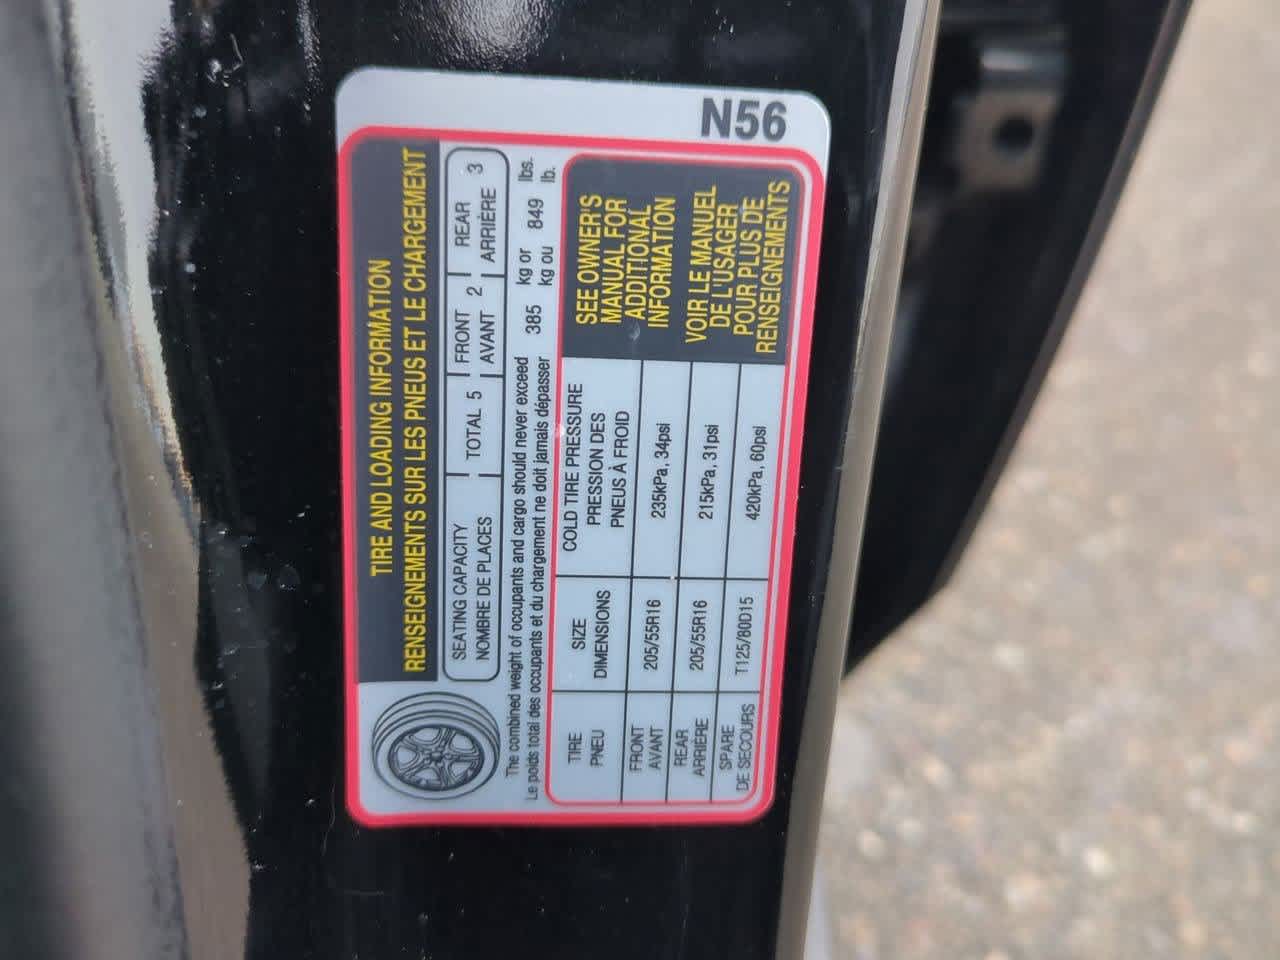 N56
TIRE AND LOADING INFORMATION
RENSEIGNEMENTS SUR LES PNEUS ET LE CHARGEMENT
SEATING CAPACITY
NOMBRE DE PLACES
TOTAL 5
FRONT 2
AVANT
REAR 3
ARRIÈRE
The combined weight of occupants and cargo should never exceed 385 kg or 849 lbs.
Le poids total des occupants et du chargement ne doit jamais dépasser kg ou lb.
TIRE SIZE COLD TIRE PRESSURE
PNEU DIMENSIONS PRESSION DES
PNEUS À FROID
FRONT
AVANT
205/55R16 235kPa, 34psi
REAR
ARRIÈRE
205/55R16 215kPa, 31psi
SPARE
DE SECOURS
T125/80D15 420kPa, 60psi
SEE OWNER'S
MANUAL FOR
ADDITIONAL
INFORMATION
VOIR LE MANUEL
DE L'USAGER
POUR PLUS DE
RENSEIGNEMENTS